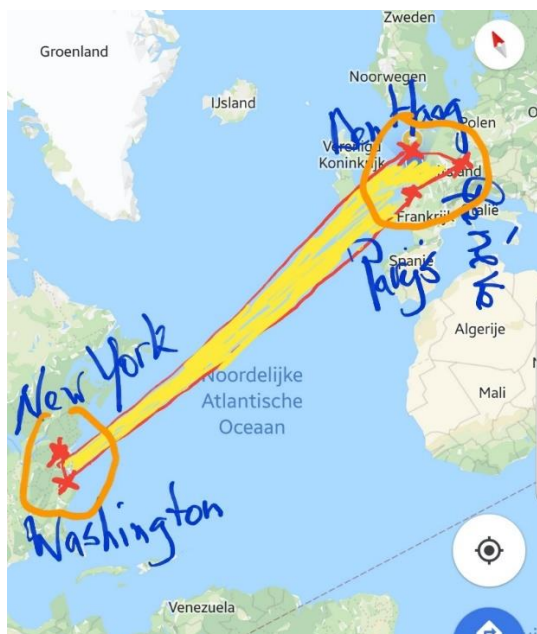 Zweden
Groenland
Noorwegen
IJsland
Den Haag
Polen
Verenigd
Koninkrijk
Frankrijk
Parijs
Spanje
New York
Algerije
Noordelijke
Atlantische
Oceaan
Mali
Washington
Venezuela